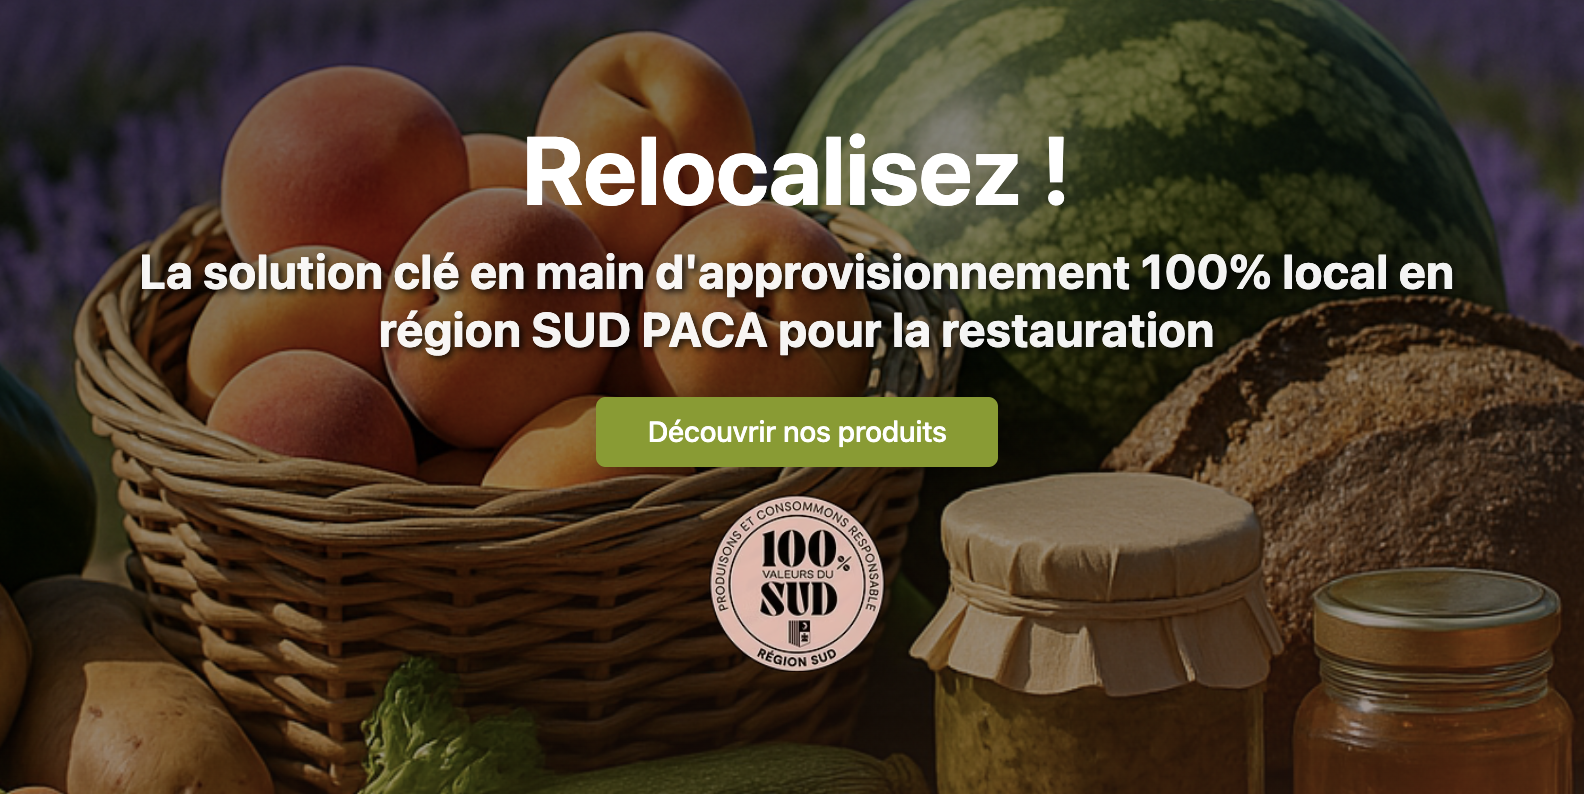 Relocalisez !
La solution clé en main d'approvisionnement 100% local en
région SUD PACA pour la restauration
Découvrir nos produits
PRODUISONS ET CONSOMMONS RESPONSABLE
100%
VALEURS DU
SUD
RÉGION SUD